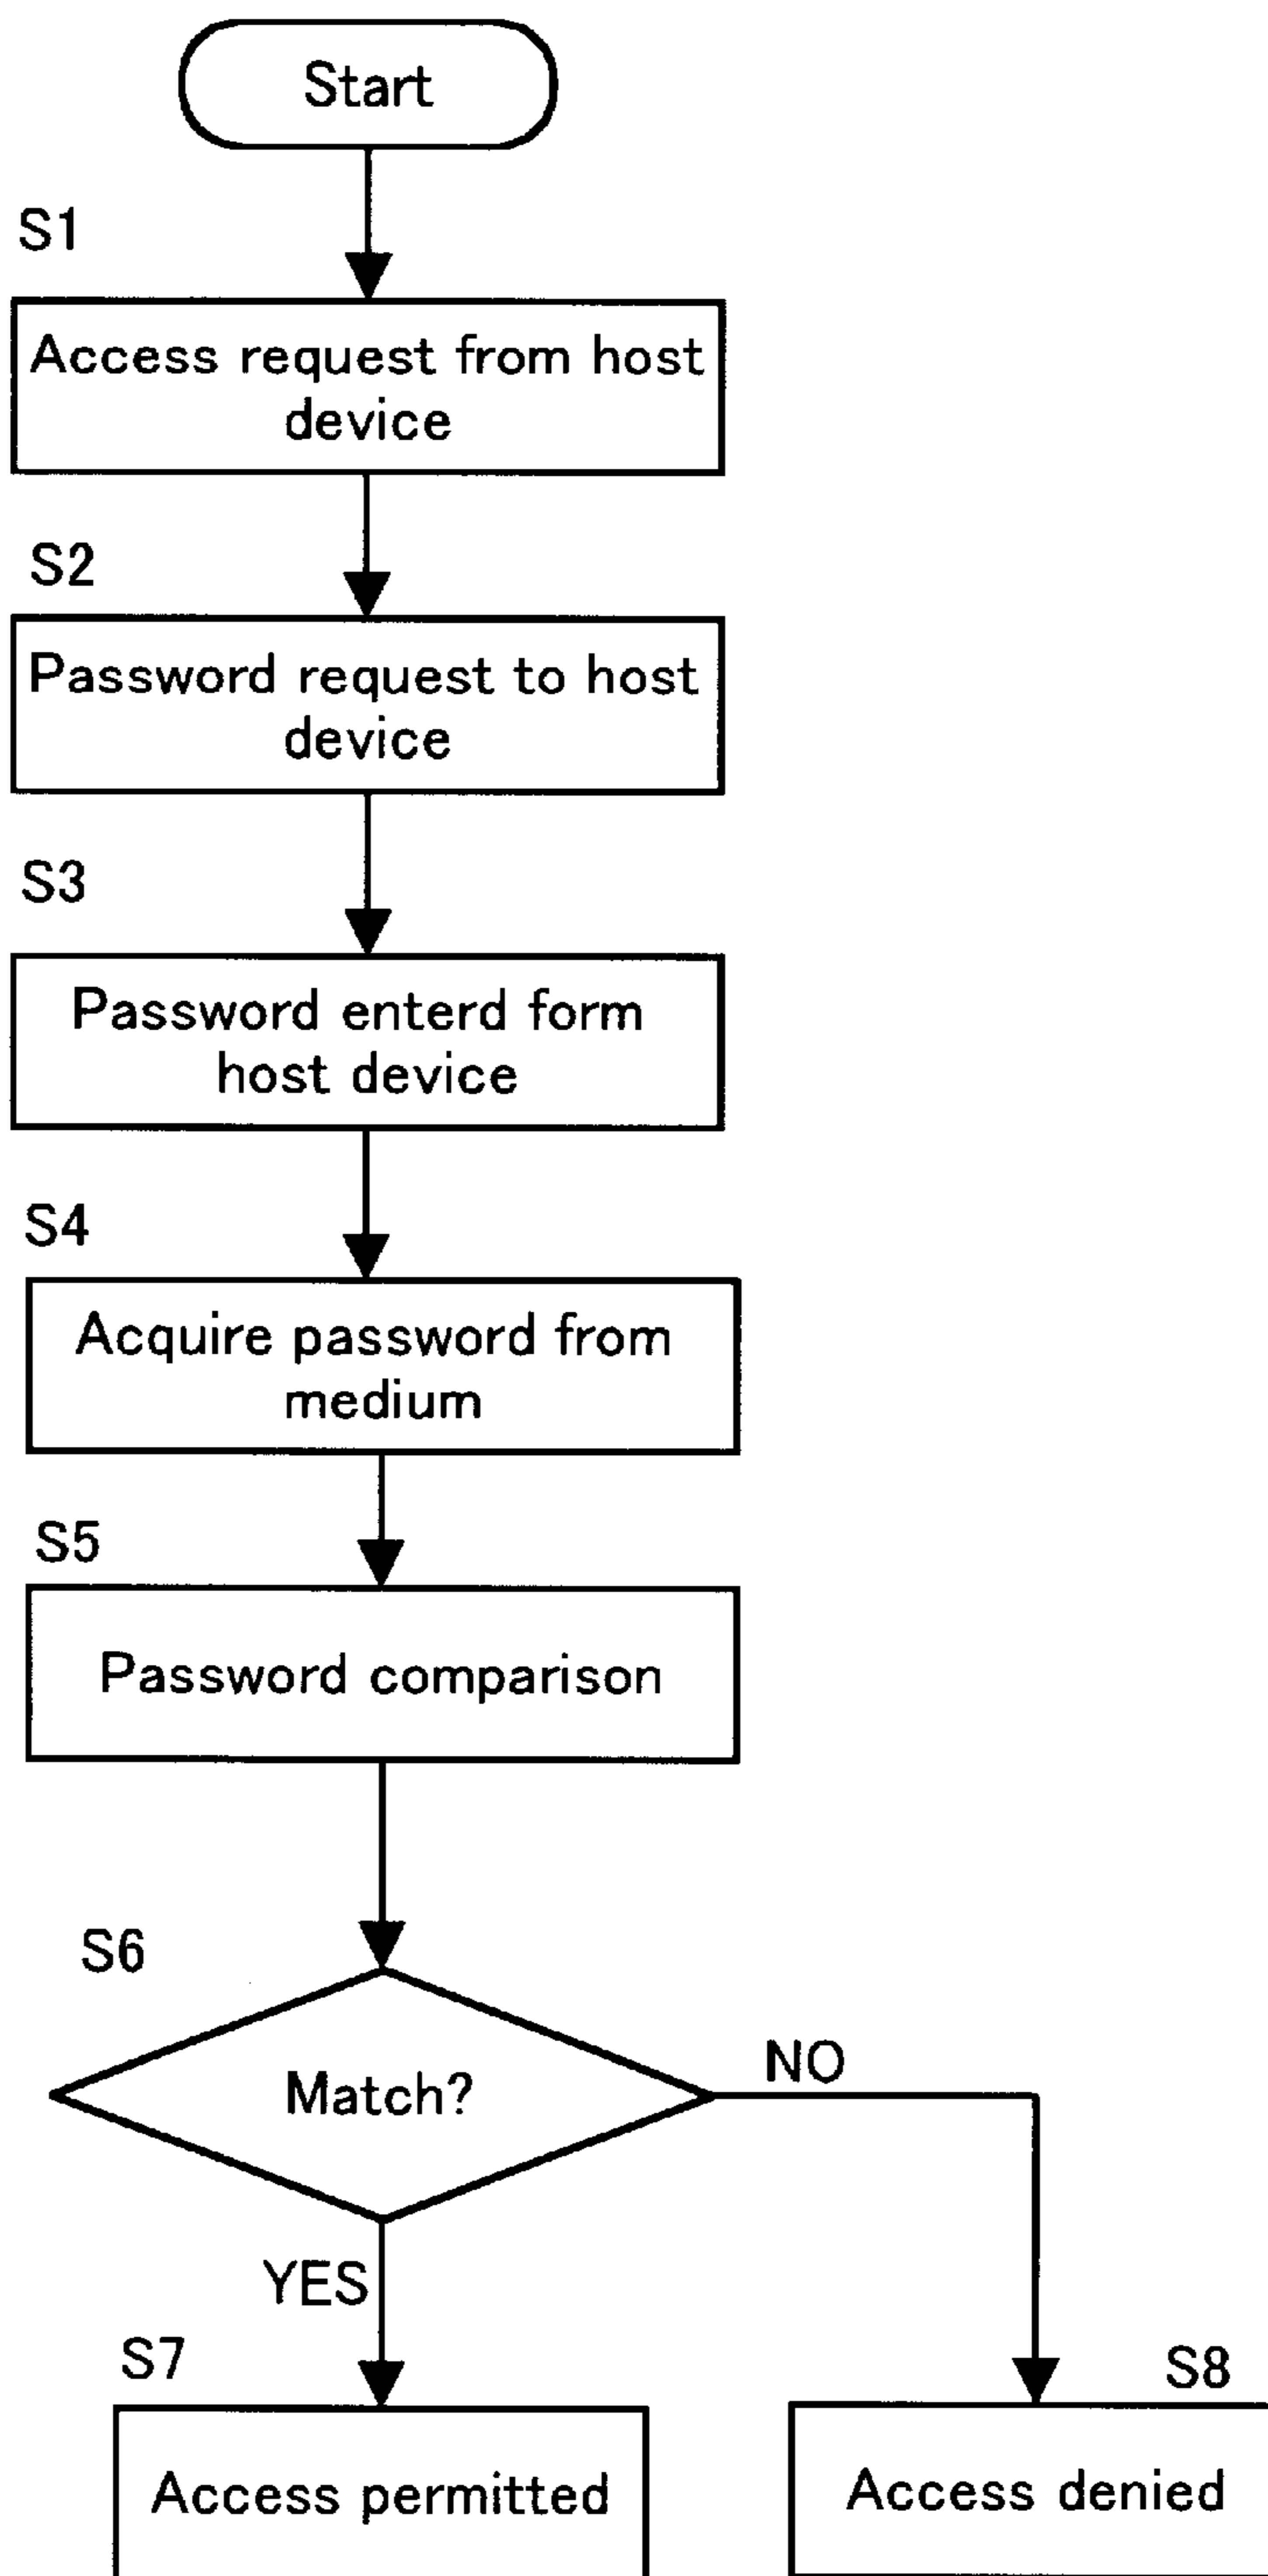 Start
S1
Access request from host
device
S2
Password request to host
device
S3
Password enterd form
host device
S4
Acquire password from
medium
S5
Password comparison
S6
Match?
NO
YES
S7
Access permitted
S8
Access denied